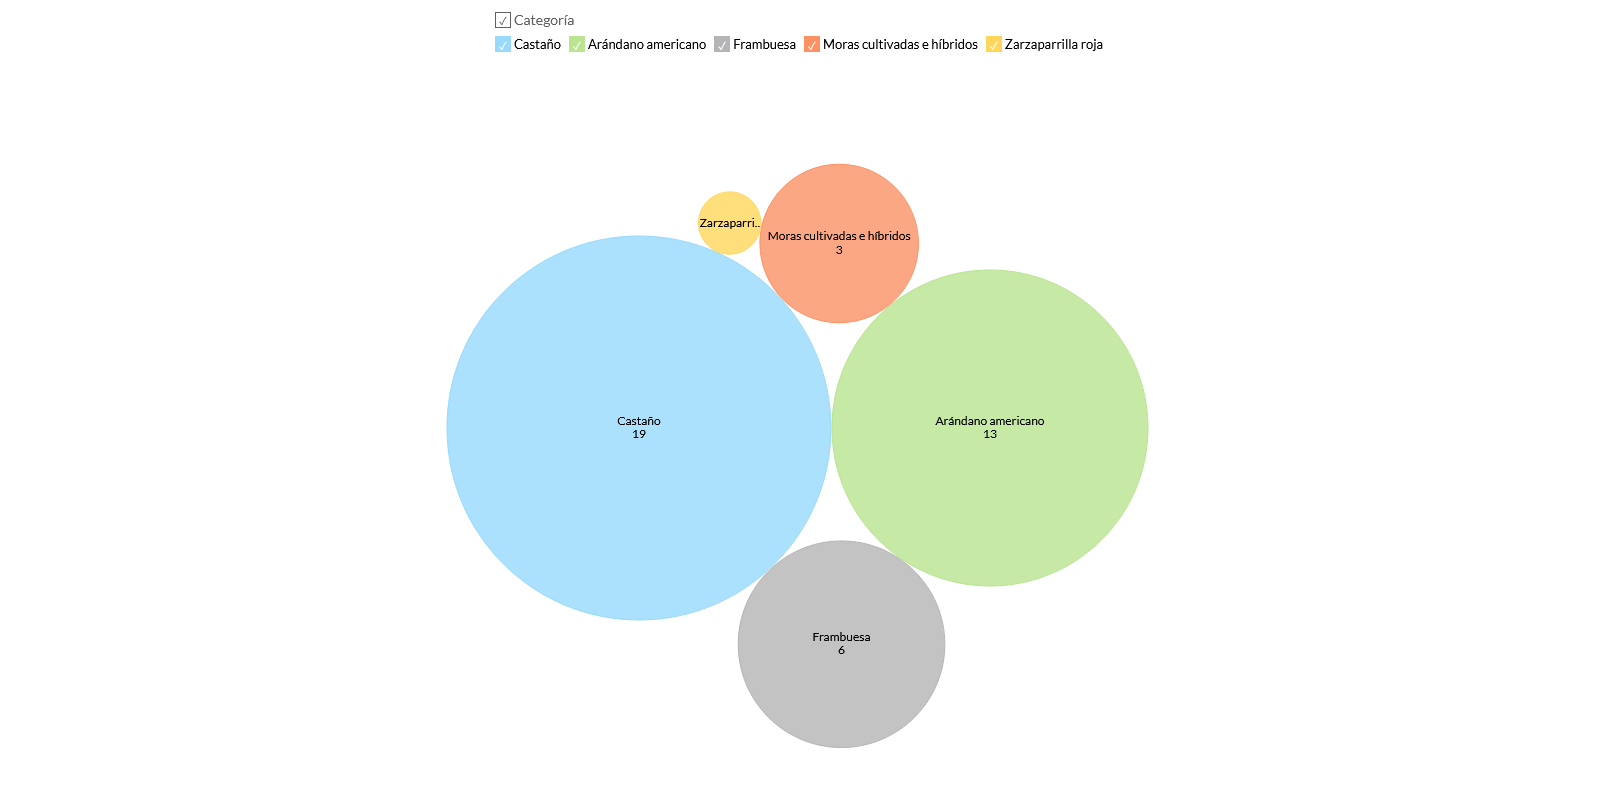 Categoría
Castaño Arándano americano Frambuesa Moras cultivadas e híbridos Zarzaparrilla roja
Zarzaparri..
Moras cultivadas e híbridos
3
Castaño
19
Arándano americano
13
Frambuesa
6